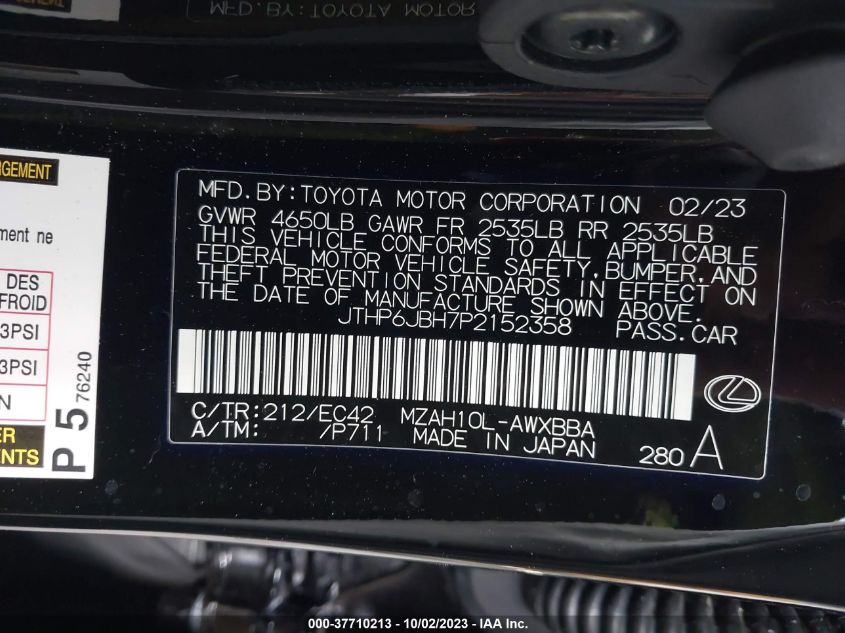 MFD.BY:TOYOTA MOTOR
NGEMENT
ment ne
DES
FROID
3PSI
3PSI
N
ER
ENTS
P 5 76240
MFD.BY:TOYOTA MOTOR CORPORATION 02/23
GVWR 4650LB GAWR FR 2535LB RR 2535LB
THIS VEHICLE CONFORMS TO ALL APPLICABLE
FEDERAL MOTOR VEHICLE SAFETY,BUMPER,AND
THEFT PREVENTION STANDARDS IN EFFECT ON
THE DATE OF MANUFACTURE SHOWN ABOVE.
JTHP6JBH7P2152358 PASS.CAR
C/TR:212/EC42 MZAH10L-AWXBBA
A/TM: /P711 MADE IN JAPAN 280 A
000-37710213 - 10/02/2023 - © IAA Inc.